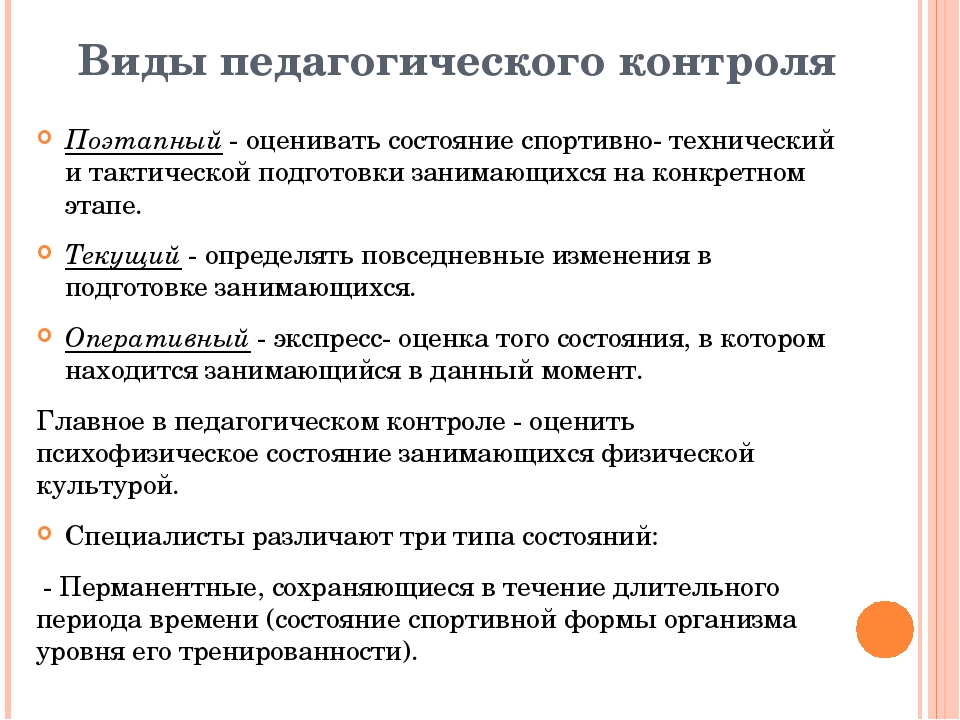 Виды педагогического контроля
Поэтапный - оценивать состояние спортивно- технический
и тактической подготовки занимающихся на конкретном
этапе.
Текущий - определять повседневные изменения в
подготовке занимающихся.
Оперативный - экспресс- оценка того состояния, в котором
находится занимающийся в данный момент.
Главное в педагогическом контроле - оценить
психофизическое состояние занимающихся физической
культурой.
Специалисты различают три типа состояний:
- Перманентные, сохраняющиеся в течение длительного
периода времени (состояние спортивной формы организма
уровня его тренированности).